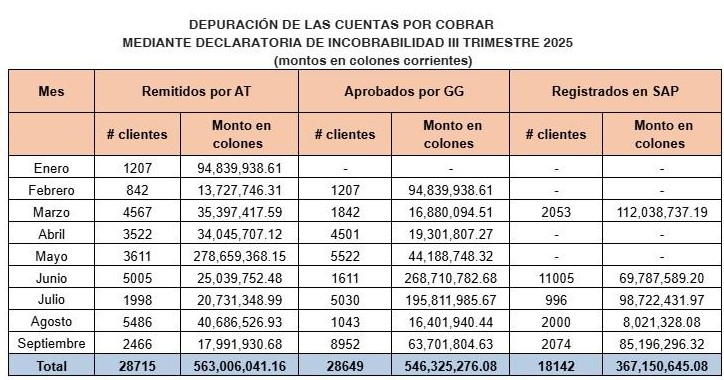 DEPURACIÓN DE LAS CUENTAS POR COBRAR
MEDIANTE DECLARATORIA DE INCOBRABILIDAD III TRIMESTRE 2025
(montos en colones corrientes)
Mes Remitidos por AT Aprobados por GG Registrados en SAP
# clientes Monto en colones # clientes Monto en colones # clientes Monto en colones
Enero 1207 94,839,938.61 - - - -
Febrero 842 13,727,746.31 1207 94,839,938.61 - -
Marzo 4567 35,397,417.59 1842 16,880,094.51 2053 112,038,737.19
Abril 3522 34,045,707.12 4501 19,301,807.27 - -
Mayo 3611 278,659,368.15 5522 44,188,748.32 - -
Junio 5005 25,039,752.48 1611 268,710,782.68 11005 69,787,589.20
Julio 1998 20,731,348.99 5030 195,811,985.67 996 98,722,431.97
Agosto 5486 40,686,526.93 1043 16,401,940.44 2000 8,021,328.08
Septiembre 2466 17,991,930.68 8952 63,701,804.63 2074 85,196,296.32
Total 28715 563,006,041.16 28649 546,325,276.08 18142 367,150,645.08